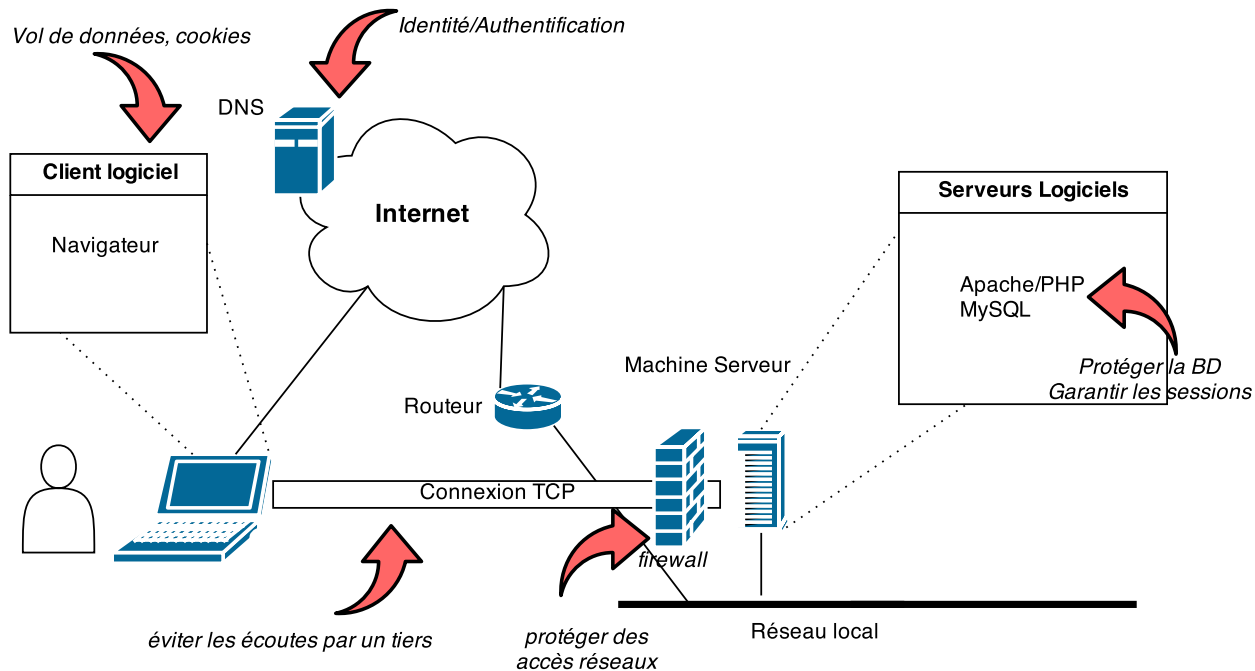 Identité/Authentification
Vol de données, cookies
DNS
Client logiciel
Serveurs Logiciels
Internet
Navigateur
Apache/PHP
MySQL
Machine Serveur
Protéger la BD
Garantir les sessions
Routeur
Connexion TCP
firewall
éviter les écoutes par un tiers
protéger des
accès réseaux
Réseau local